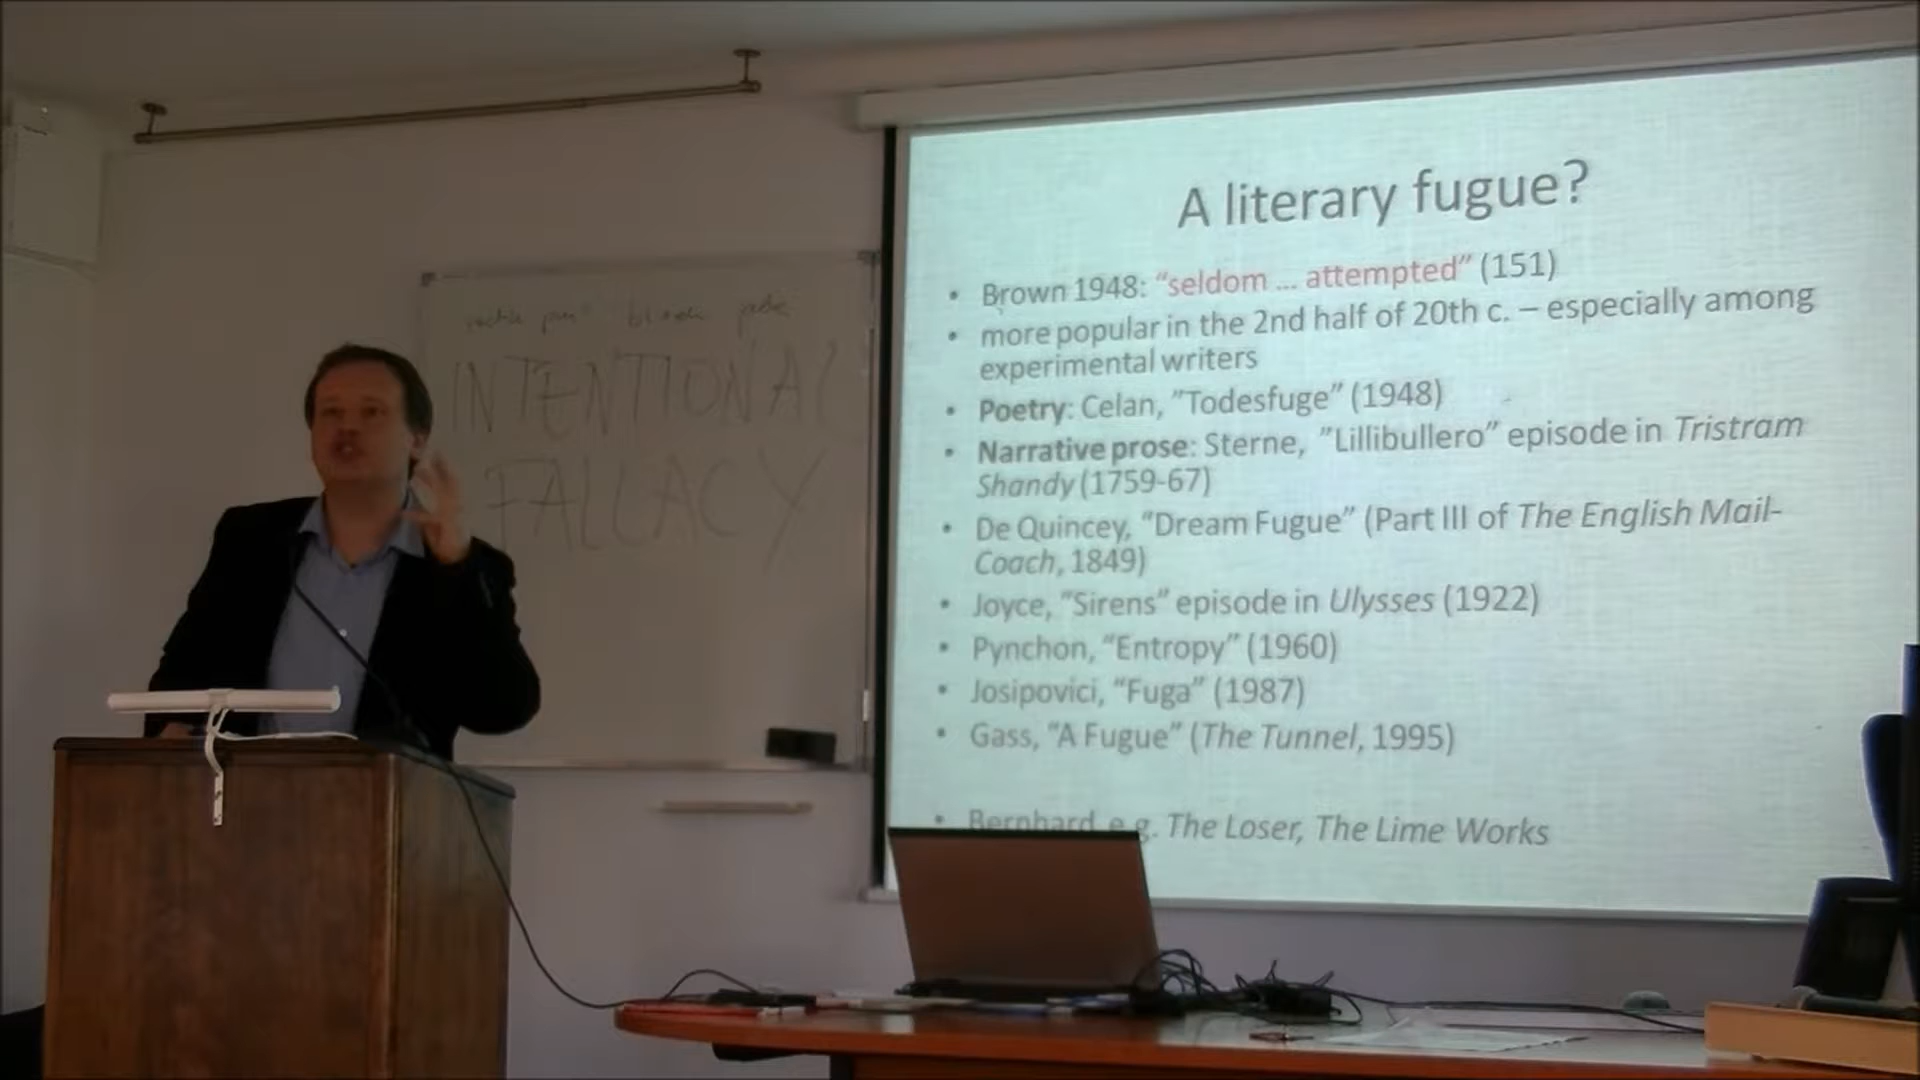 INTENTIONAL
FALLACY
A literary fugue?
• Brown 1948: “seldom ... attempted” (151)
• more popular in the 2nd half of 20th c. – especially among
experimental writers
• Poetry: Celan, ”Todesfuge” (1948)
• Narrative prose: Sterne, ”Lillibullero” episode in Tristram
Shandy (1759-67)
• De Quincey, “Dream Fugue” (Part III of The English Mail-
Coach, 1849)
• Joyce, “Sirens” episode in Ulysses (1922)
• Pynchon, “Entropy” (1960)
• Josipovici, “Fuga” (1987)
• Gass, “A Fugue” (The Tunnel, 1995)
• Bernhard, e.g. The Loser, The Lime Works